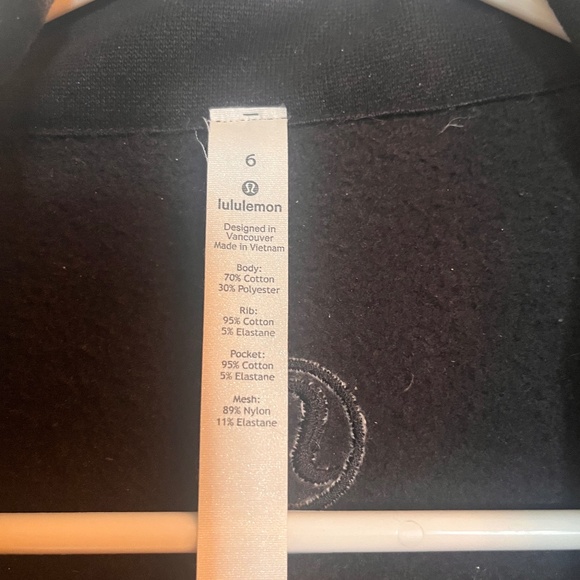 6
lululemon
Designed in
Vancouver
Made in Vietnam
Body:
70% Cotton
30% Polyester
Rib:
95% Cotton
5% Elastane
Pocket:
95% Cotton
5% Elastane
Mesh:
89% Nylon
11% Elastane